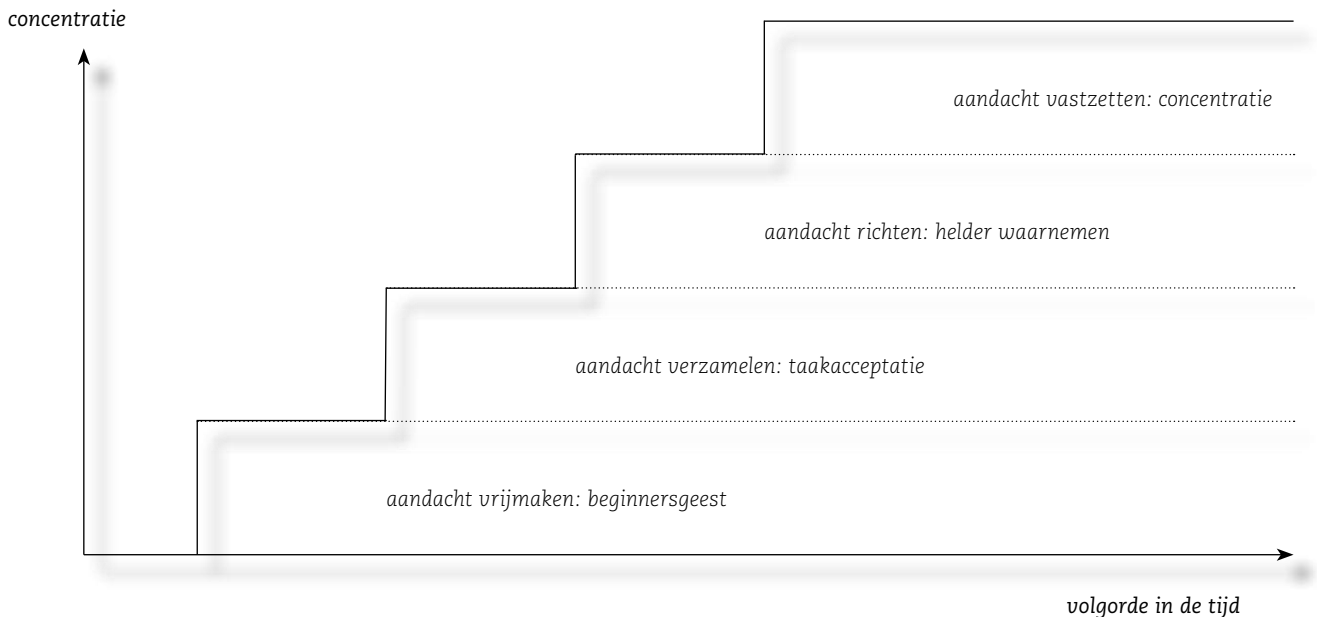 concentratie
aandacht vastzetten: concentratie
aandacht richten: helder waarnemen
aandacht verzamelen: taakacceptatie
aandacht vrijmaken: beginnersgeest
volgorde in de tijd